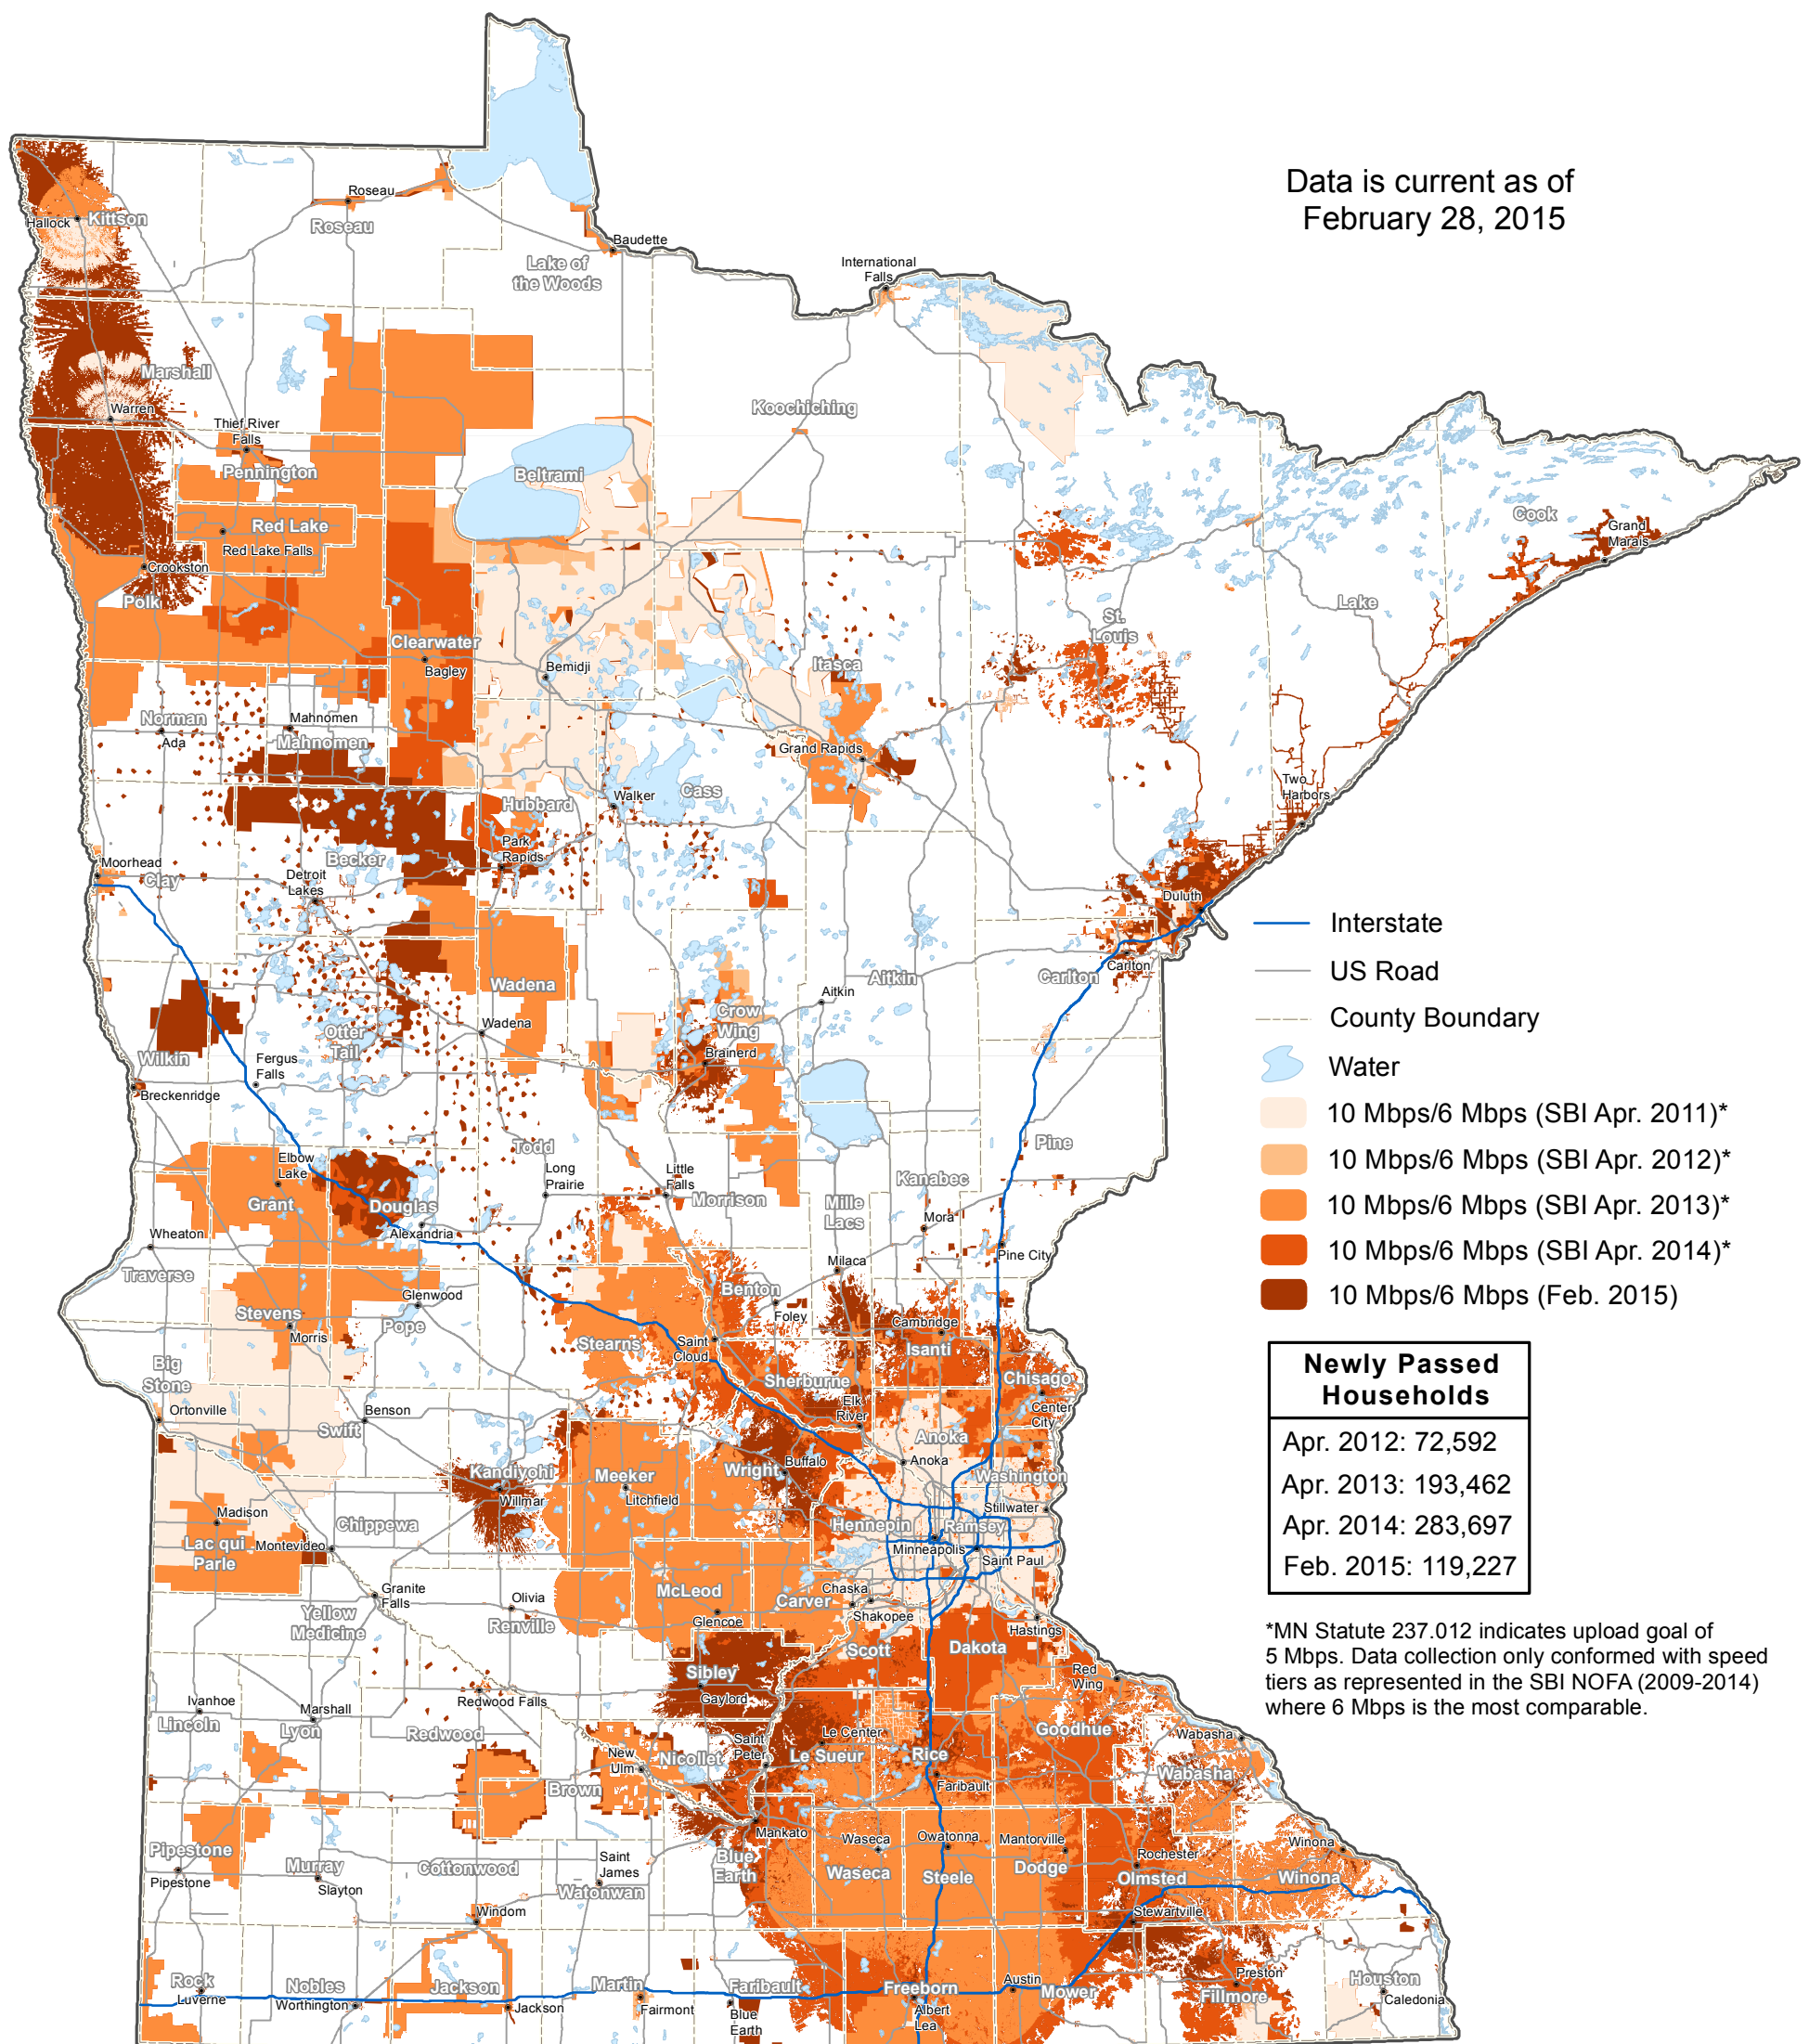 Data is current as of
February 28, 2015
Roseau
Hallock
Kittson
Roseau
Baudette
Lake of
the Woods
International
Falls
Marshall
Warren
Koochiching
Thief River
Falls
Pennington
Beltrami
Red Lake
Red Lake Falls
Cook
Grand
Marais
Crookston
Polk
Clearwater
Bagley
Bemidji
Itasca
St.
Louis
Lake
Norman
Ada
Mahnomen
Mahnomen
Grand Rapids
Two
Harbors
Hubbard
Walker
Cass
Park
Rapids
Moorhead
Clay
Becker
Detroit
Lakes
Duluth
Carlton
Carlton
Wadena
Aitkin
Aitkin
Crow
Wing
Wadena
Otter
Tail
Brainerd
Wilkin
Fergus
Falls
Breckenridge
Interstate
US Road
County Boundary
Water
10 Mbps/6 Mbps (SBI Apr. 2011)*
10 Mbps/6 Mbps (SBI Apr. 2012)*
10 Mbps/6 Mbps (SBI Apr. 2013)*
10 Mbps/6 Mbps (SBI Apr. 2014)*
10 Mbps/6 Mbps (Feb. 2015)
Todd
Pine
Elbow
Lake
Long
Prairie
Little
Falls
Morrison
Kanabec
Grant
Douglas
Mille
Lacs
Mora
Wheaton
Alexandria
Pine City
Milaca
Traverse
Glenwood
Benton
Foley
Stevens
Morris
Pope
Cambridge
Isanti
Stearns
Saint
Cloud
Big
Stone
Sherburne
Chisago
Elk
River
Center
City
Ortonville
Benson
Swift
Anoka
Anoka
Kandiyohi
Willmar
Meeker
Litchfield
Wright
Buffalo
Washington
Stillwater
Madison
Chippewa
Hennepin
Ramsey
Lac qui
Parle
Montevideo
Minneapolis
Saint Paul
Granite
Falls
Olivia
Renville
McLeod
Glencoe
Carver
Chaska
Shakopee
Yellow
Medicine
Hastings
Scott
Dakota
Sibley
Gaylord
Red
Wing
Ivanhoe
Lincoln
Marshall
Lyon
Redwood Falls
Redwood
Goodhue
Wabasha
Wabasha
New
Ulm
Nicollet
Saint
Peter
Le Center
Le Sueur
Rice
Faribault
Brown
Mankato
Waseca
Owatonna
Mantorville
Winona
Pipestone
Pipestone
Murray
Slayton
Cottonwood
Saint
James
Watonwan
Blue
Earth
Waseca
Steele
Dodge
Rochester
Olmsted
Winona
Windom
Stewartville
Rock
Luverne
Nobles
Worthington
Jackson
Jackson
Martin
Fairmont
Faribault
Blue
Earth
Freeborn
Albert
Lea
Austin
Mower
Preston
Fillmore
Houston
Caledonia
Newly Passed
Households
Apr. 2012: 72,592
Apr. 2013: 193,462
Apr. 2014: 283,697
Feb. 2015: 119,227
*MN Statute 237.012 indicates upload goal of
5 Mbps. Data collection only conformed with speed
tiers as represented in the SBI NOFA (2009-2014)
where 6 Mbps is the most comparable.